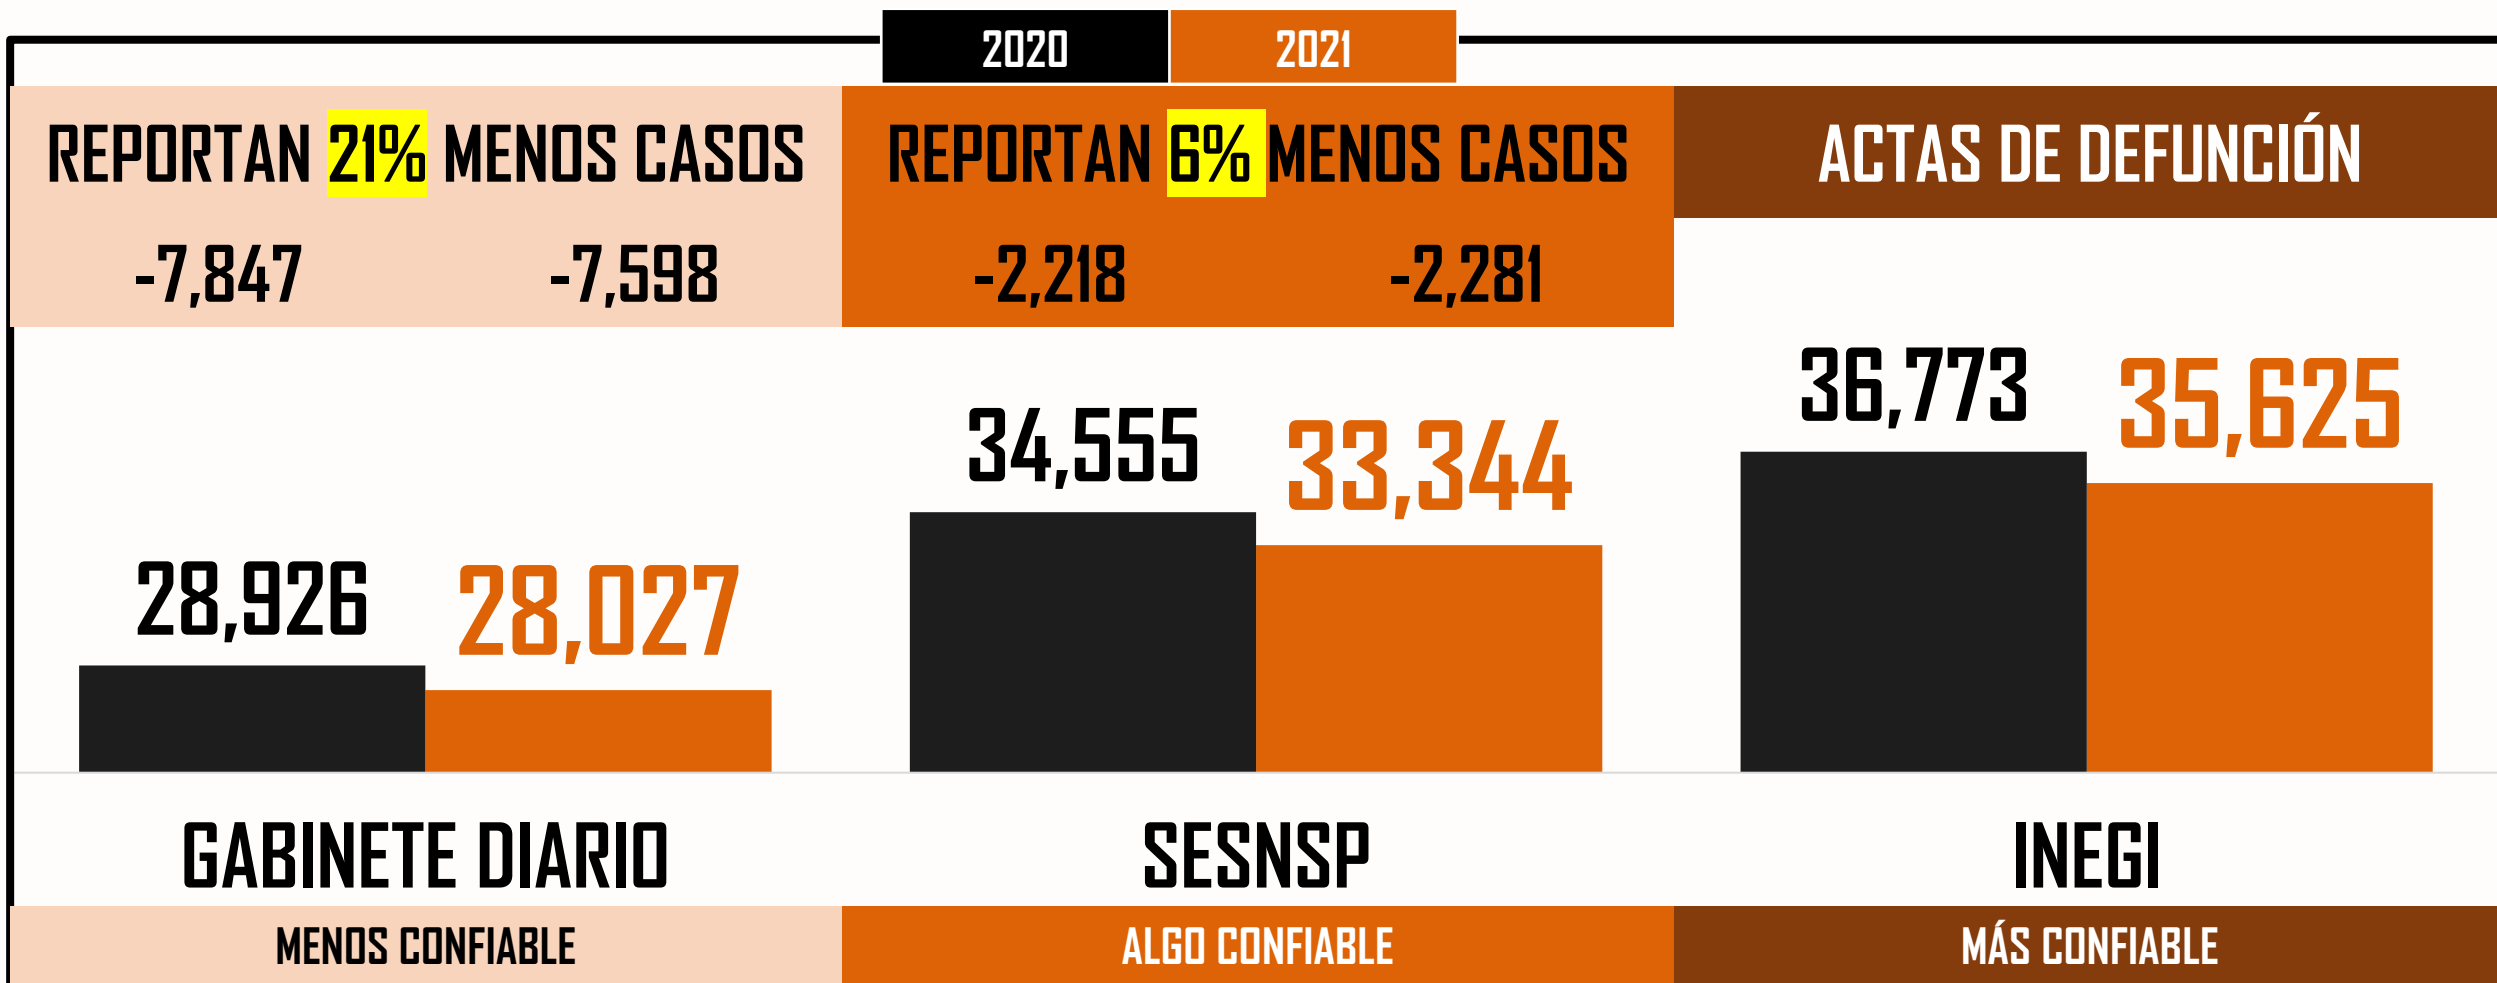 2020 2021
REPORTAN 21% MENOS CASOS REPORTAN 6% MENOS CASOS ACTAS DE DEFUNCIÓN
-7,847 -7,598 -2,218 -2,281
36,773 35,625
34,555 33,344
28,926 28,027
GABINETE DIARIO SESNSP INEGI
MENOS CONFIABLE ALGO CONFIABLE MÁS CONFIABLE